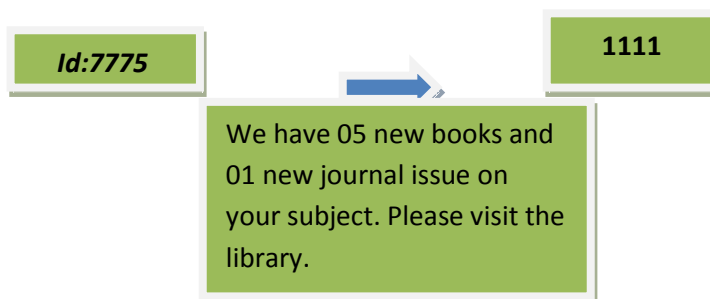 Id:7775
1111
We have 05 new books and
01 new journal issue on
your subject. Please visit the
library.